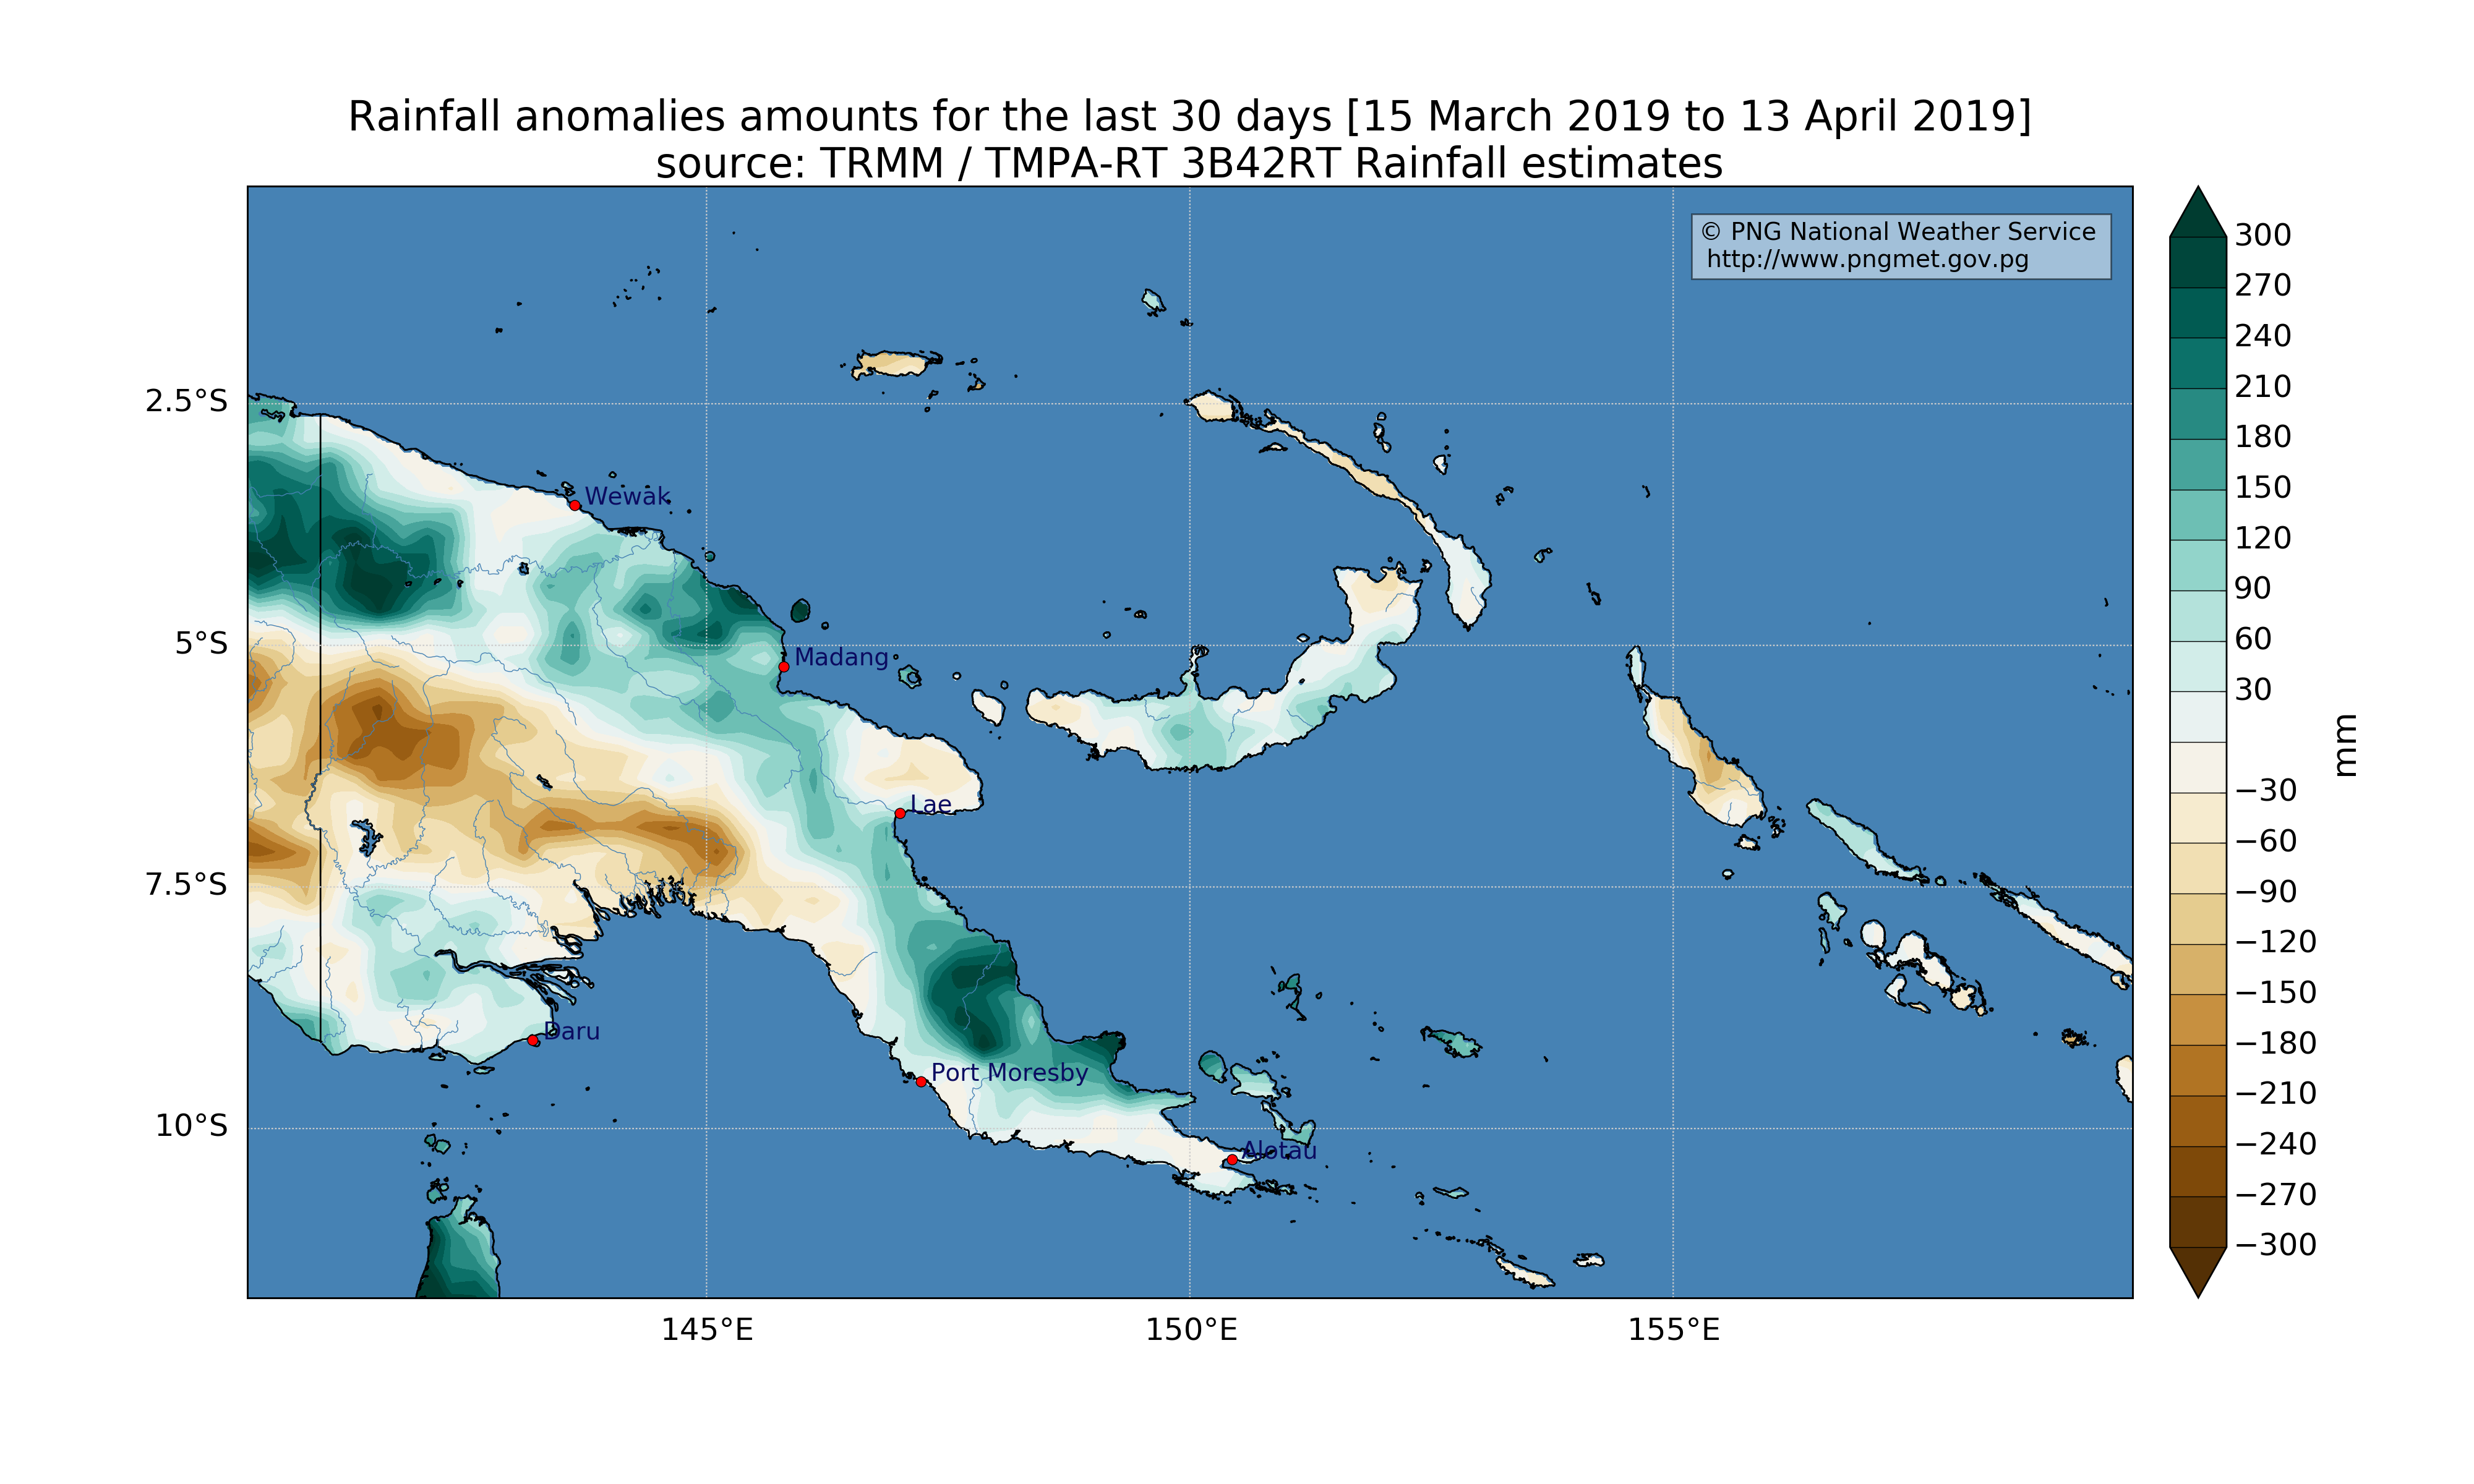 Rainfall anomalies amounts for the last 30 days [15 March 2019 to 13 April 2019]
source: TRMM / TMPA-RT 3B42RT Rainfall estimates
© PNG National Weather Service
http://www.pngmet.gov.pg
2.5°S
5°S
7.5°S
10°S
Wewak
Madang
Lae
Daru
Port Moresby
Alotau
145°E
150°E
155°E
300
270
240
210
180
150
120
90
60
30
−30
−60
−90
−120
−150
−180
−210
−240
−270
−300
mm